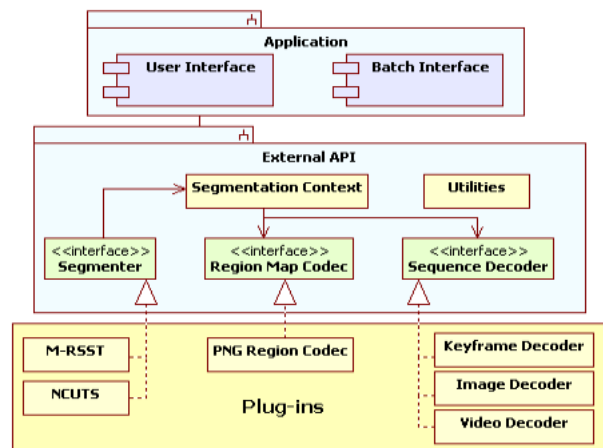 Application
User Interface
Batch Interface
External API
Segmentation Context
Utilities
<<interface>>
Segmenter
<<interface>>
Region Map Codec
<<interface>>
Sequence Decoder
M-RSST
PNG Region Codec
Keyframe Decoder
NCUTS
Image Decoder
Plug-ins
Video Decoder